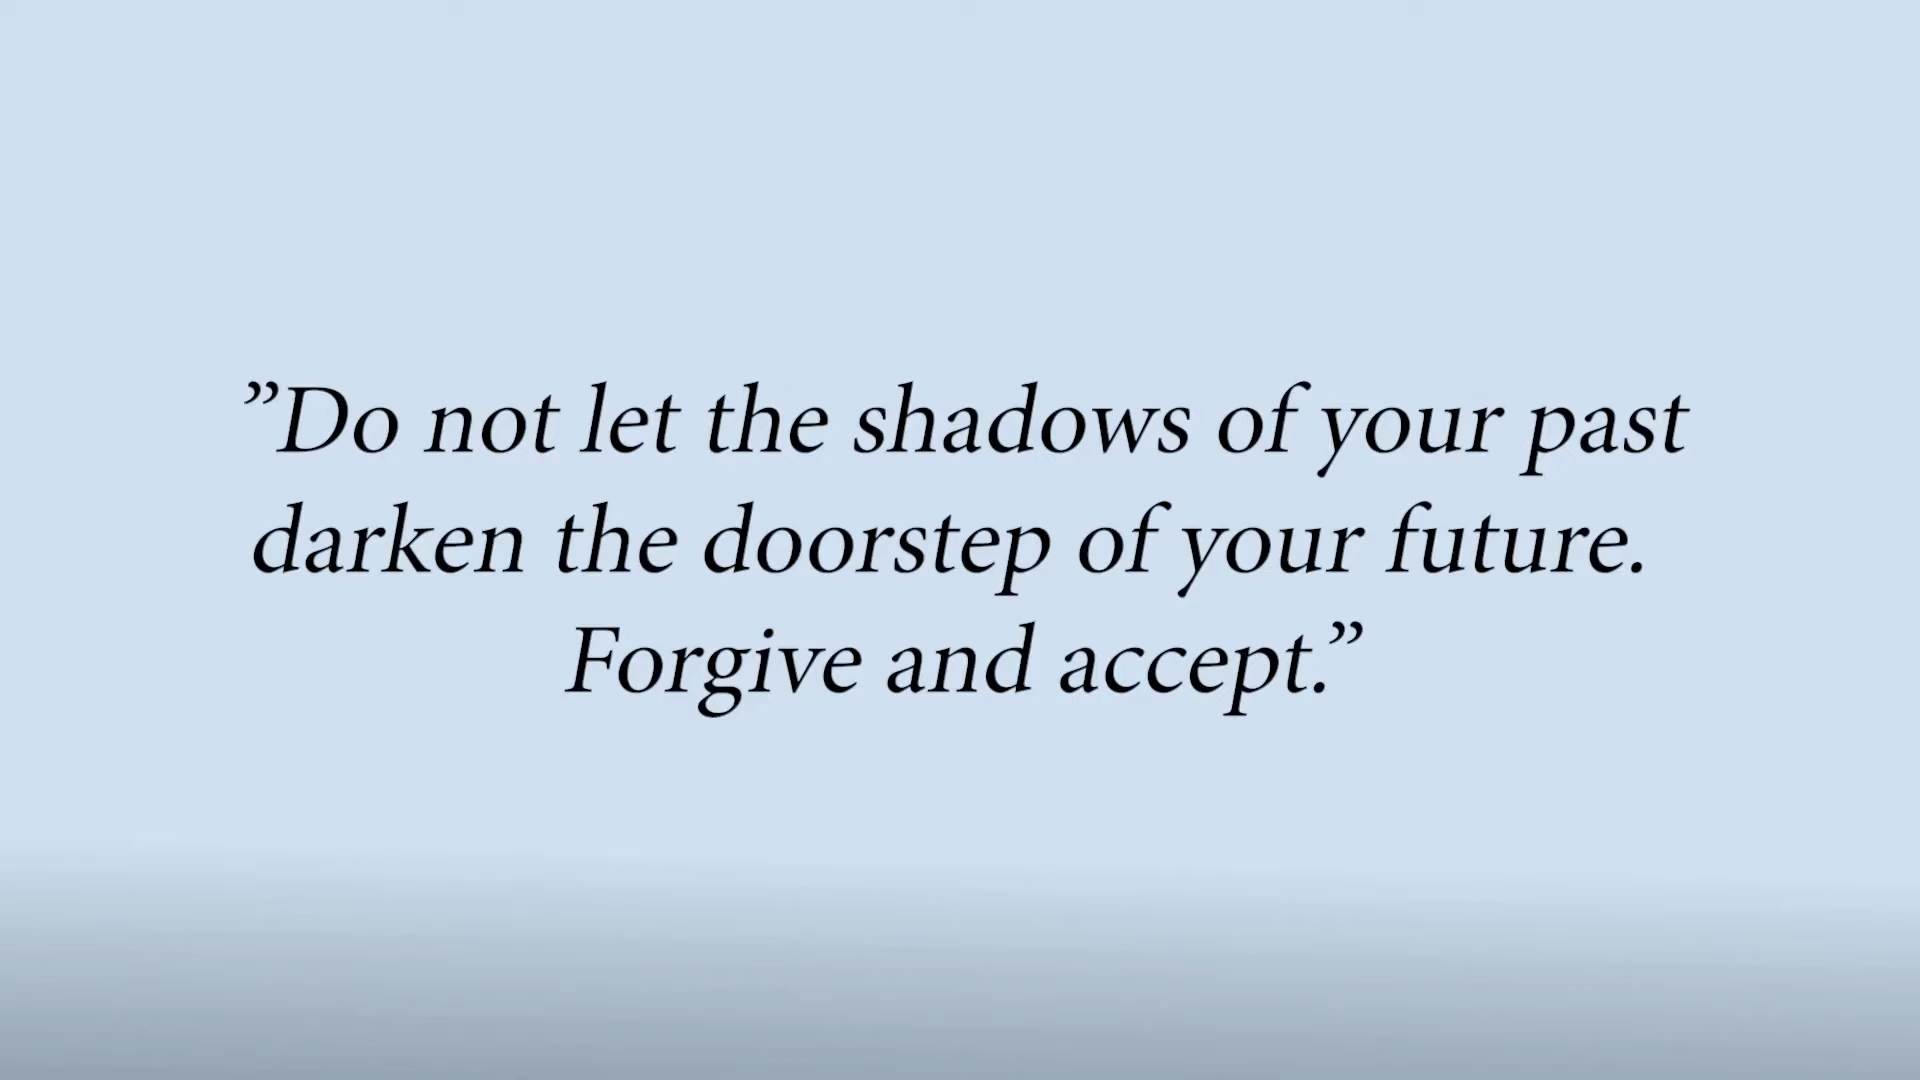 ”Do not let the shadows of your past
darken the doorstep of your future.
Forgive and accept.”